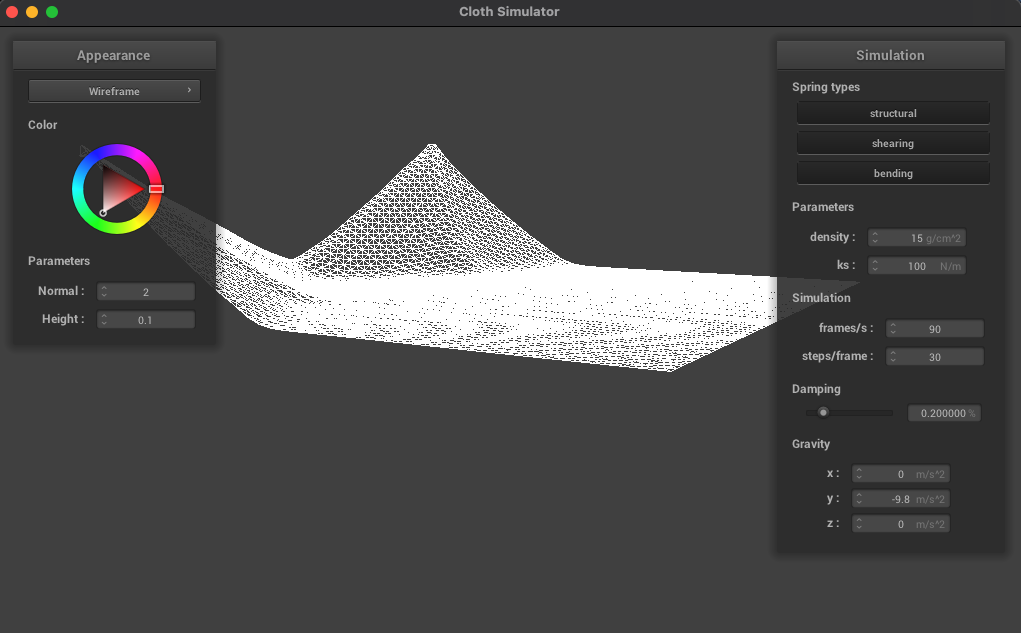 Cloth Simulator
Appearance
Wireframe
Color
Parameters
Normal : 2
Height : 0.1
Simulation
Spring types
structural
shearing
bending
Parameters
density : 15 g/cm^2
ks : 100 N/m
Simulation
frames/s : 90
steps/frame : 30
Damping
0.200000 %
Gravity
x : 0 m/s^2
y : -9.8 m/s^2
z : 0 m/s^2